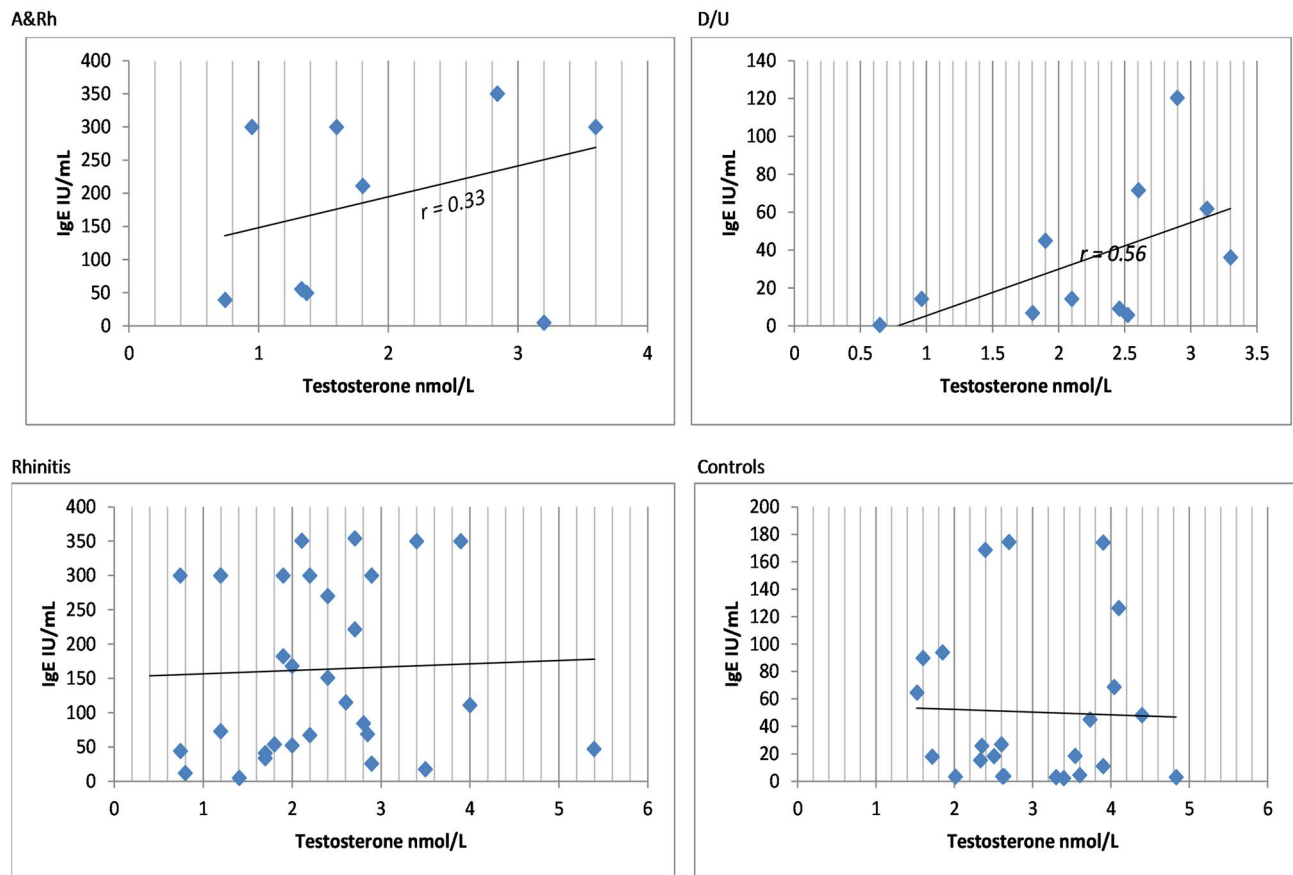 A&Rh
400
350
300
250
200
150
100
50
0
IgE IU/mL
r = 0.33
0 1 2 3 4
Testosterone nmol/L
D/U
140
120
100
80
60
40
20
0
IgE IU/mL
r = 0.56
0 0.5 1 1.5 2 2.5 3 3.5
Testosterone nmol/L
Rhinitis
400
350
300
250
200
150
100
50
0
IgE IU/mL
0 1 2 3 4 5 6
Testosterone nmol/L
Controls
200
180
160
140
120
100
80
60
40
20
0
IgE IU/mL
0 1 2 3 4 5 6
Testosterone nmol/L